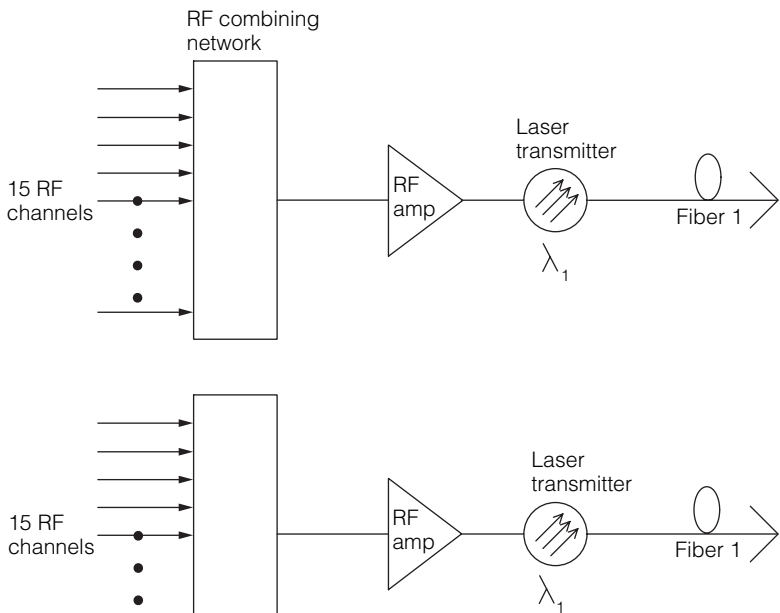 RF combining
network
15 RF
channels
RF
amp
Laser
transmitter
λ1
Fiber 1
15 RF
channels
RF
amp
Laser
transmitter
λ1
Fiber 1